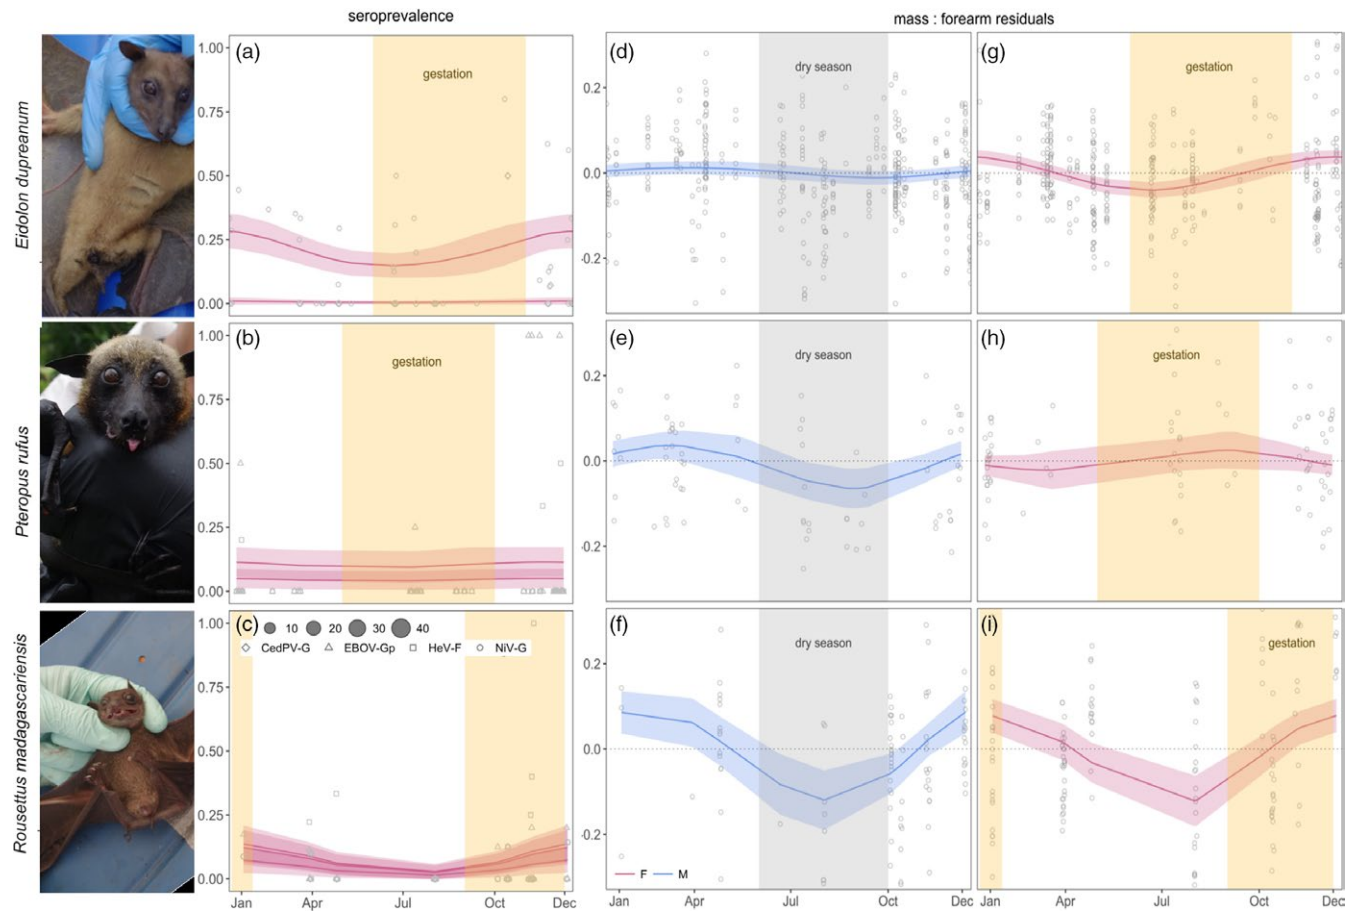 seroprevalence
mass : forearm residuals
Eidolon dupreanum
(a)
gestation
1.00
0.75
0.50
0.25
0.00
(d)
dry season
0.2
0.0
-0.2
(g)
gestation
Pteropus rufus
(b)
gestation
1.00
0.75
0.50
0.25
0.00
(e)
dry season
0.2
0.0
-0.2
(h)
gestation
Rousettus madagascariensis
(c)
10 20 30 40
CedPV-G EBOV-Gp HeV-F NiV-G
1.00
0.75
0.50
0.25
0.00
Jan Apr Jul Oct Dec
(f)
dry season
0.2
0.0
-0.2
F M
Jan Apr Jul Oct Dec
(i)
gestation
Jan Apr Jul Oct Dec